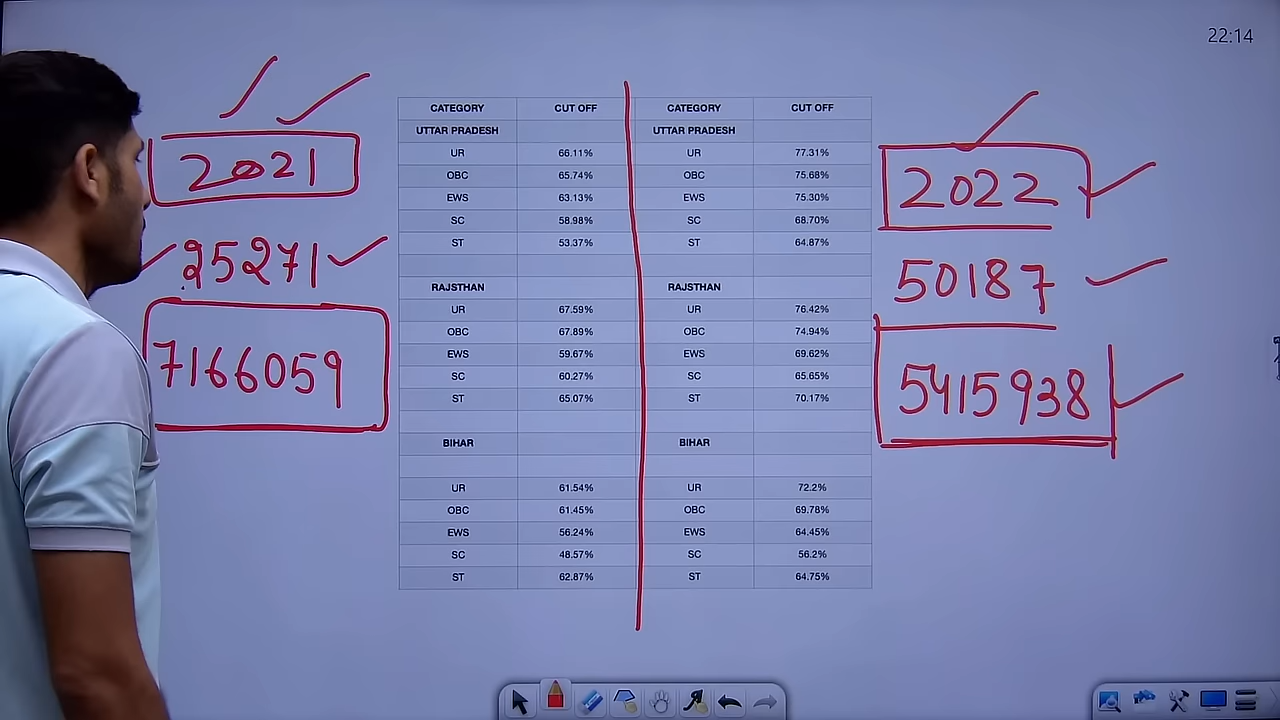 22:14
2021
25271
7166059
CATEGORY CUT OFF CATEGORY CUT OFF
UTTAR PRADESH UTTAR PRADESH
UR 66.11% UR 77.31%
OBC 65.74% OBC 75.68%
EWS 63.13% EWS 75.30%
SC 58.98% SC 68.70%
ST 53.37% ST 64.87%
RAJSTHAN RAJSTHAN
UR 67.59% UR 76.42%
OBC 67.89% OBC 74.94%
EWS 59.67% EWS 69.62%
SC 60.27% SC 65.65%
ST 65.07% ST 70.17%
BIHAR BIHAR
UR 61.54% UR 72.2%
OBC 61.45% OBC 69.78%
EWS 56.24% EWS 64.45%
SC 48.57% SC 56.2%
ST 62.87% ST 64.75%
2022
50187
5415938